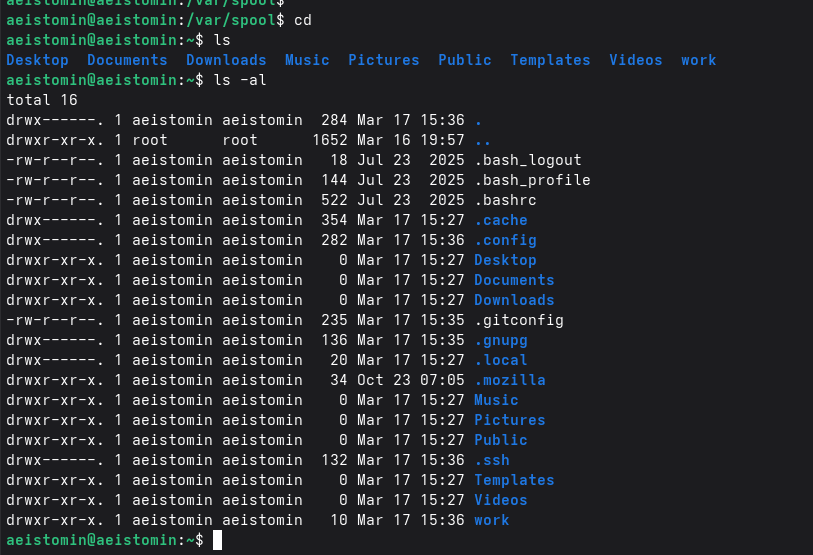 aeistomin@aeistomin:/var/spool$
aeistomin@aeistomin:/var/spool$ cd
aeistomin@aeistomin:~$ ls
Desktop  Documents  Downloads  Music  Pictures  Public  Templates  Videos  work
aeistomin@aeistomin:~$ ls -al
total 16
drwx------. 1 aeistomin aeistomin  284 Mar 17 15:36 .
drwxr-xr-x. 1 root      root      1652 Mar 16 19:57 ..
-rw-r--r--. 1 aeistomin aeistomin   18 Jul 23  2025 .bash_logout
-rw-r--r--. 1 aeistomin aeistomin  144 Jul 23  2025 .bash_profile
-rw-r--r--. 1 aeistomin aeistomin  522 Jul 23  2025 .bashrc
drwx------. 1 aeistomin aeistomin  354 Mar 17 15:27 .cache
drwx------. 1 aeistomin aeistomin  282 Mar 17 15:36 .config
drwxr-xr-x. 1 aeistomin aeistomin    0 Mar 17 15:27 Desktop
drwxr-xr-x. 1 aeistomin aeistomin    0 Mar 17 15:27 Documents
drwxr-xr-x. 1 aeistomin aeistomin    0 Mar 17 15:27 Downloads
-rw-r--r--. 1 aeistomin aeistomin  235 Mar 17 15:35 .gitconfig
drwx------. 1 aeistomin aeistomin  136 Mar 17 15:35 .gnupg
drwx------. 1 aeistomin aeistomin   20 Mar 17 15:27 .local
drwxr-xr-x. 1 aeistomin aeistomin   34 Oct 23 07:05 .mozilla
drwxr-xr-x. 1 aeistomin aeistomin    0 Mar 17 15:27 Music
drwxr-xr-x. 1 aeistomin aeistomin    0 Mar 17 15:27 Pictures
drwxr-xr-x. 1 aeistomin aeistomin    0 Mar 17 15:27 Public
drwx------. 1 aeistomin aeistomin  132 Mar 17 15:36 .ssh
drwxr-xr-x. 1 aeistomin aeistomin    0 Mar 17 15:27 Templates
drwxr-xr-x. 1 aeistomin aeistomin    0 Mar 17 15:27 Videos
drwxr-xr-x. 1 aeistomin aeistomin   10 Mar 17 15:36 work
aeistomin@aeistomin:~$